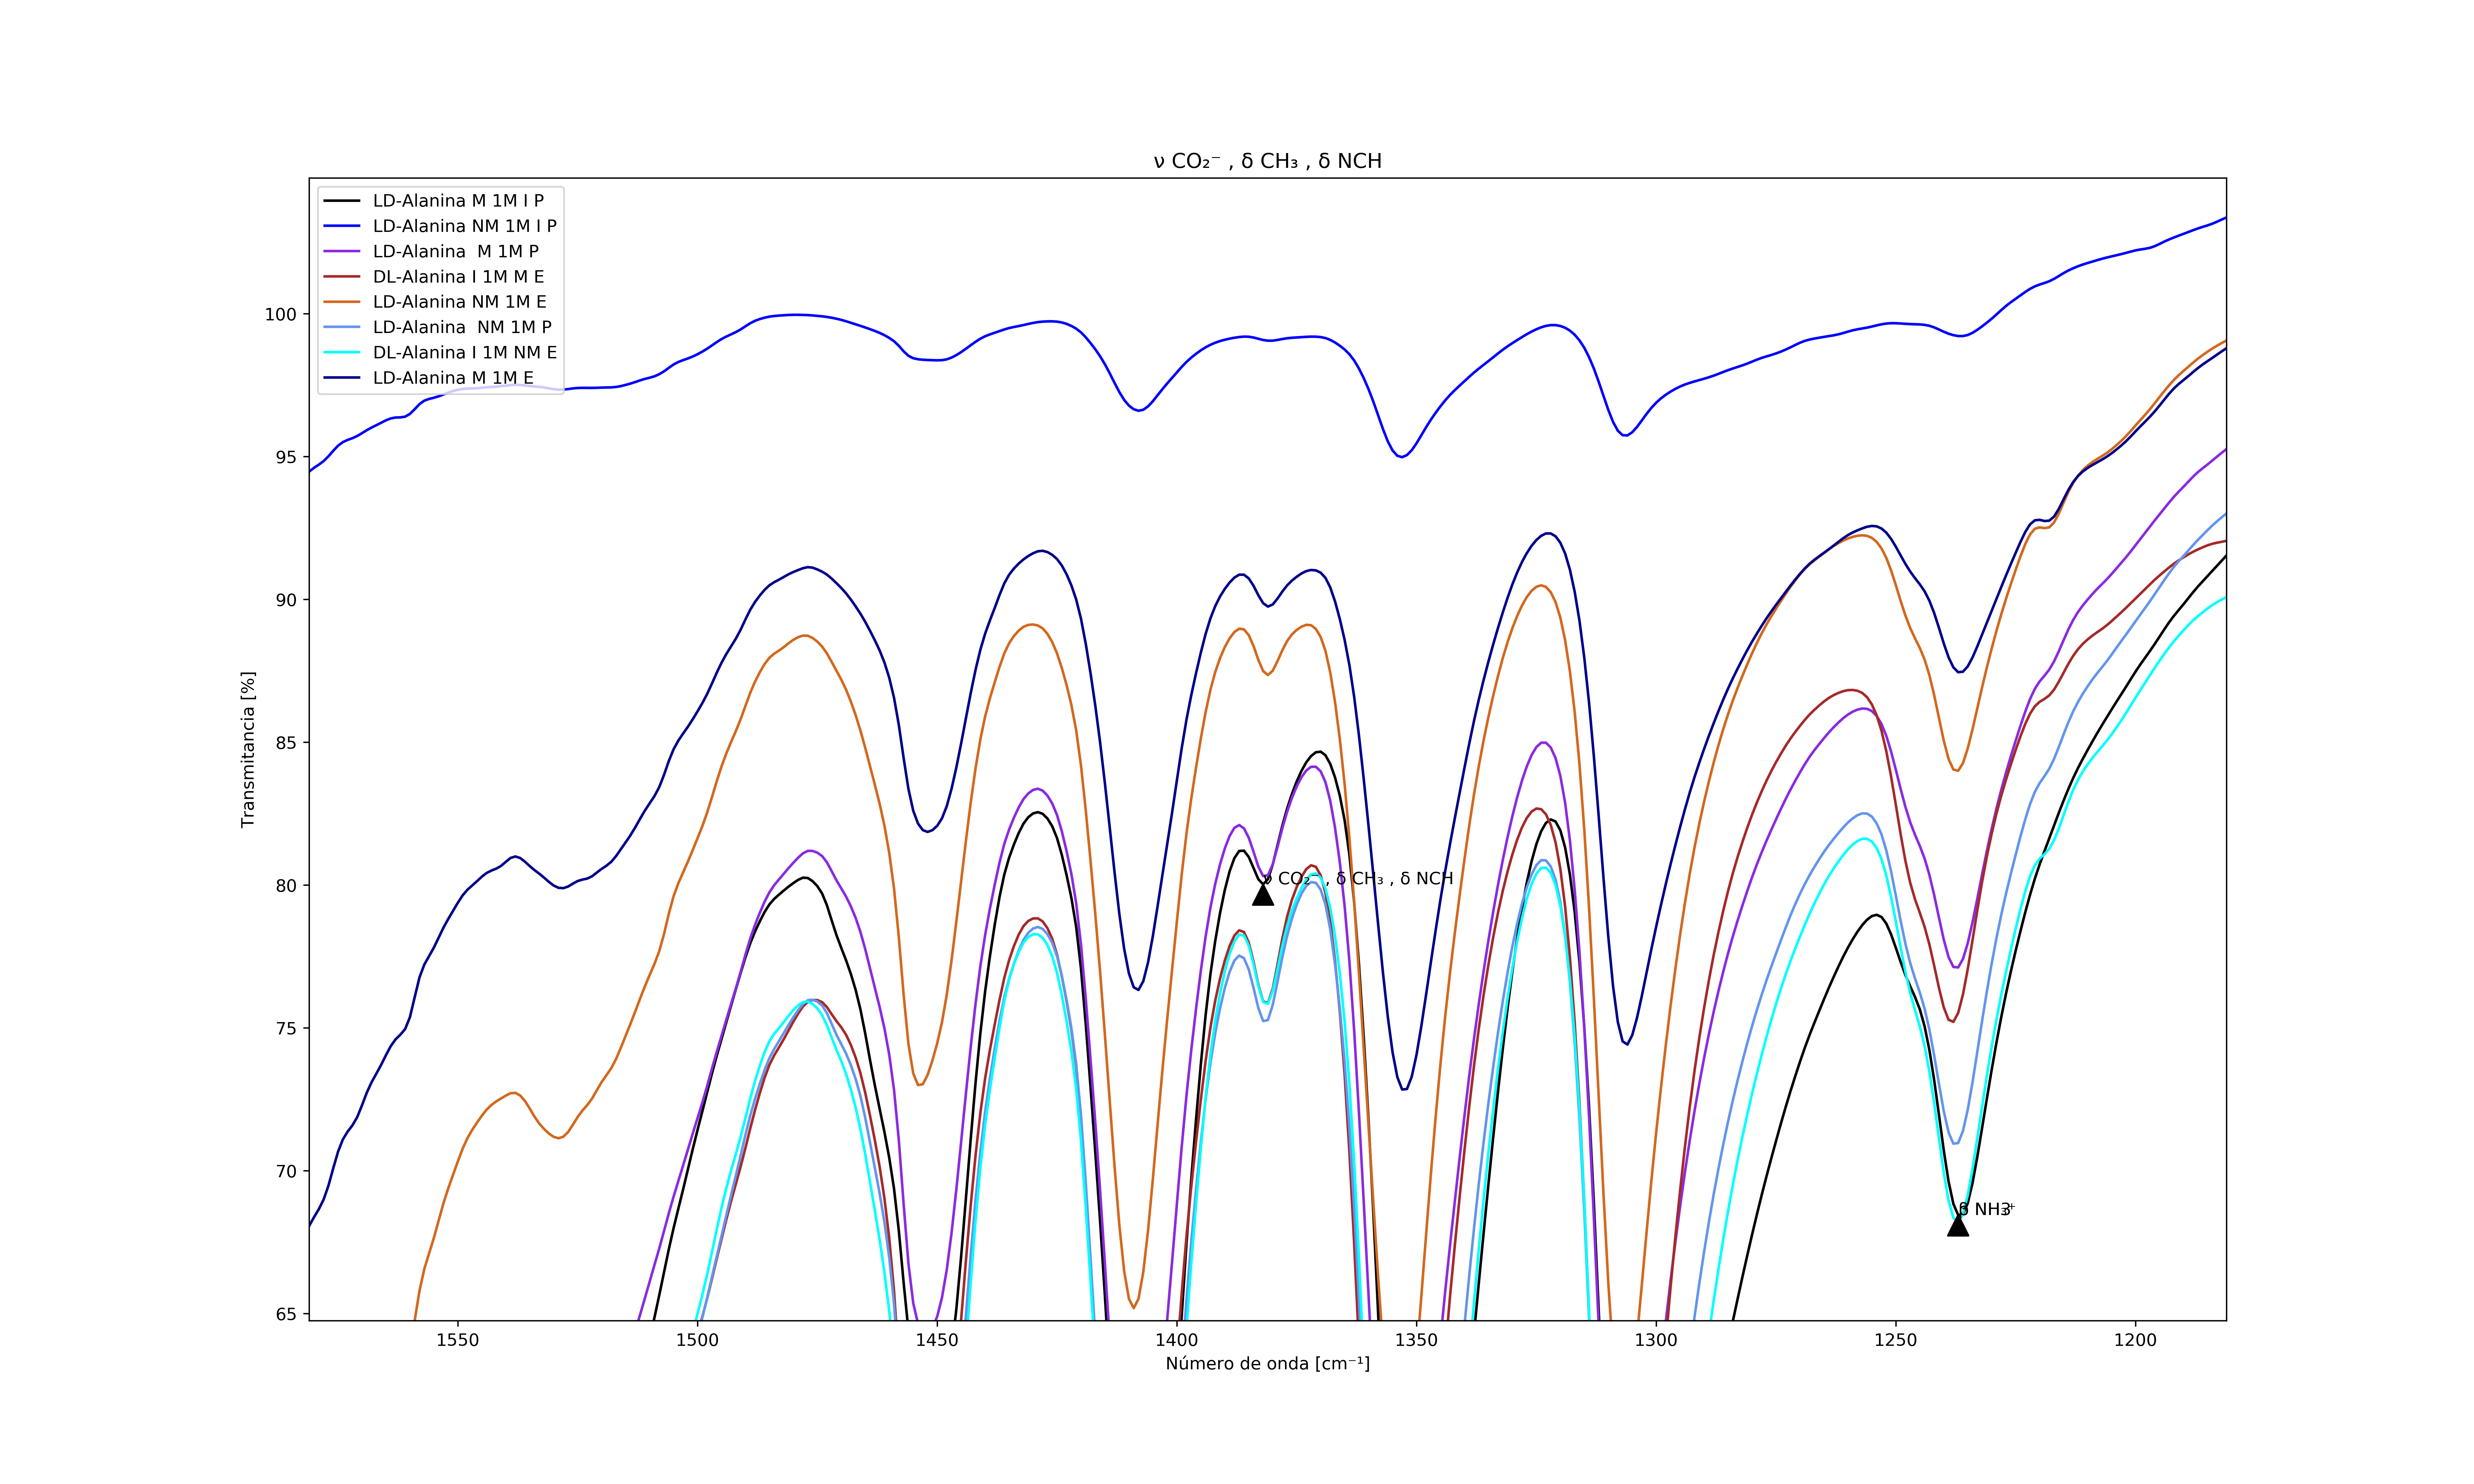 ν CO₂⁻ , δ CH₃ , δ NCH
LD-Alanina M 1M I P
LD-Alanina NM 1M I P
LD-Alanina  M 1M P
DL-Alanina I 1M M E
LD-Alanina NM 1M E
LD-Alanina  NM 1M P
DL-Alanina I 1M NM E
LD-Alanina M 1M E
100
95
90
85
80
75
70
65
Transmitancia [%]
ν CO₂⁻ , δ CH₃ , δ NCH
NH₃⁺
1550
1500
1450
1400
1350
1300
1250
1200
Número de onda [cm⁻¹]